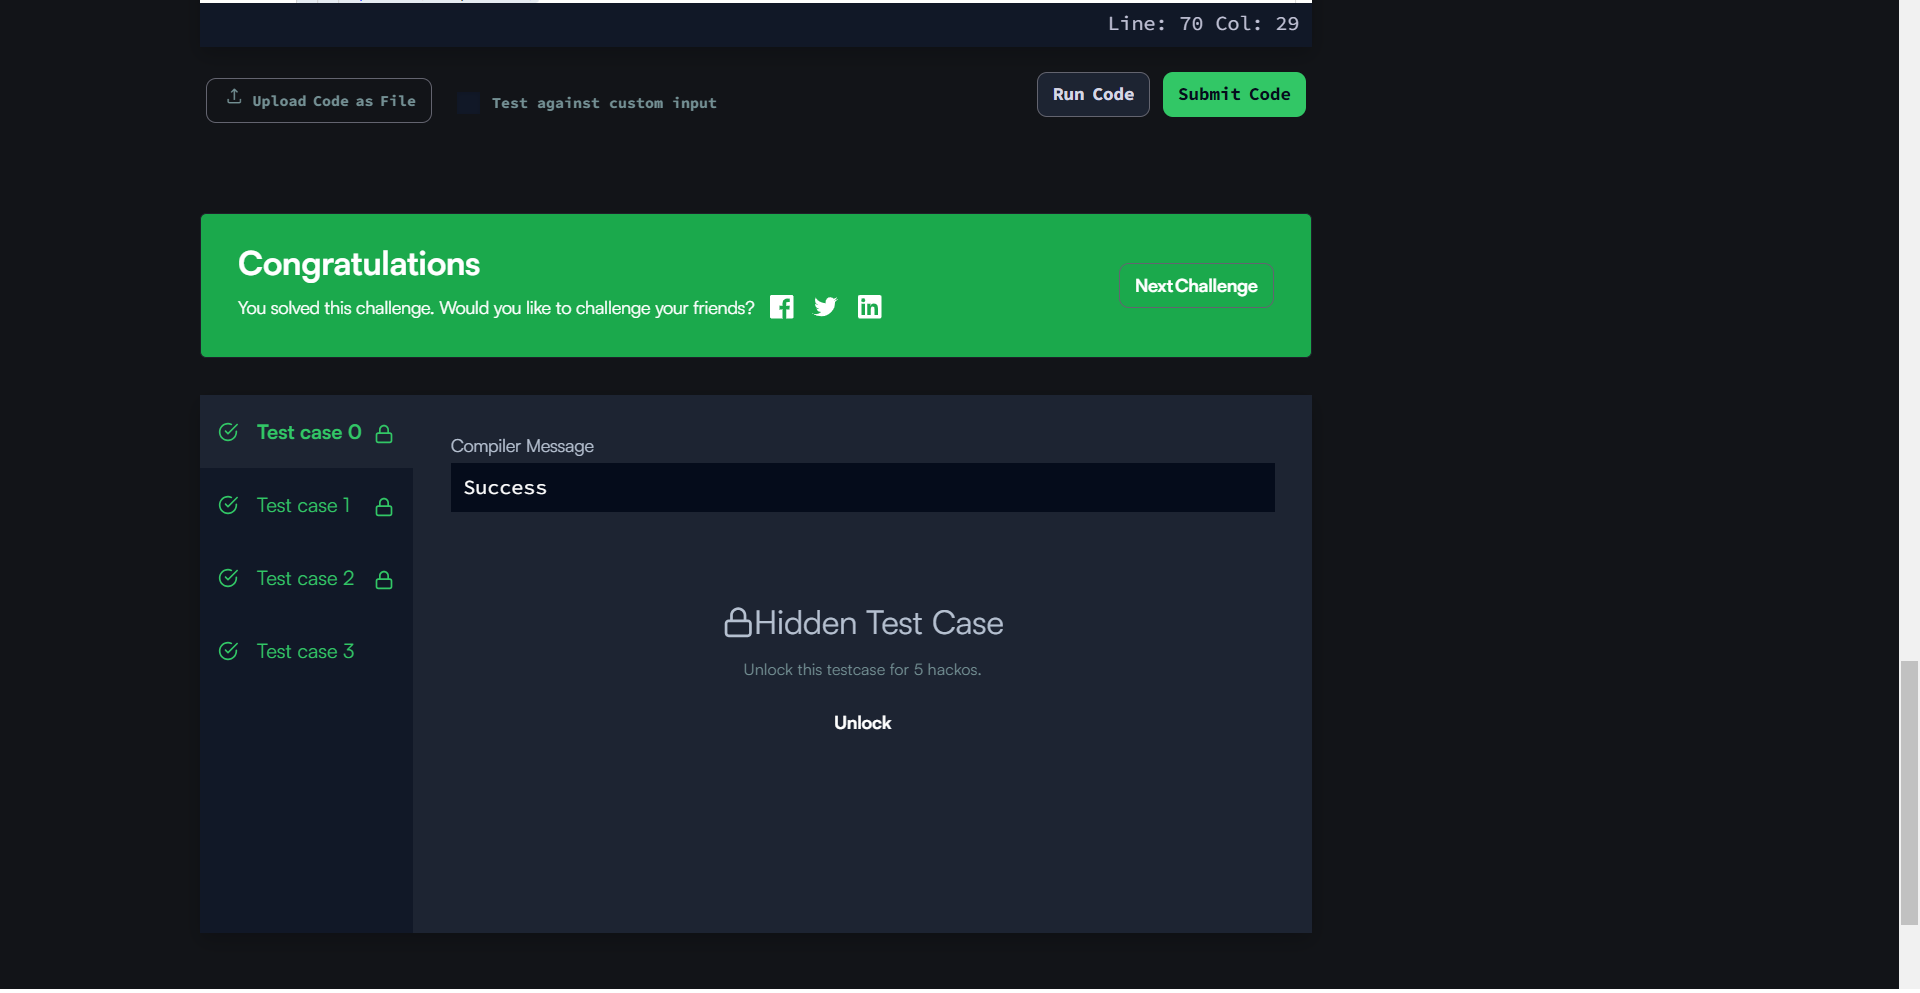 Line: 70 Col: 29
Upload Code as File
Test against custom input
Run Code
Submit Code
Congratulations
You solved this challenge. Would you like to challenge your friends?
Next Challenge
Test case 0
Test case 1
Test case 2
Test case 3
Compiler Message
Success
Hidden Test Case
Unlock this testcase for 5 hackos.
Unlock